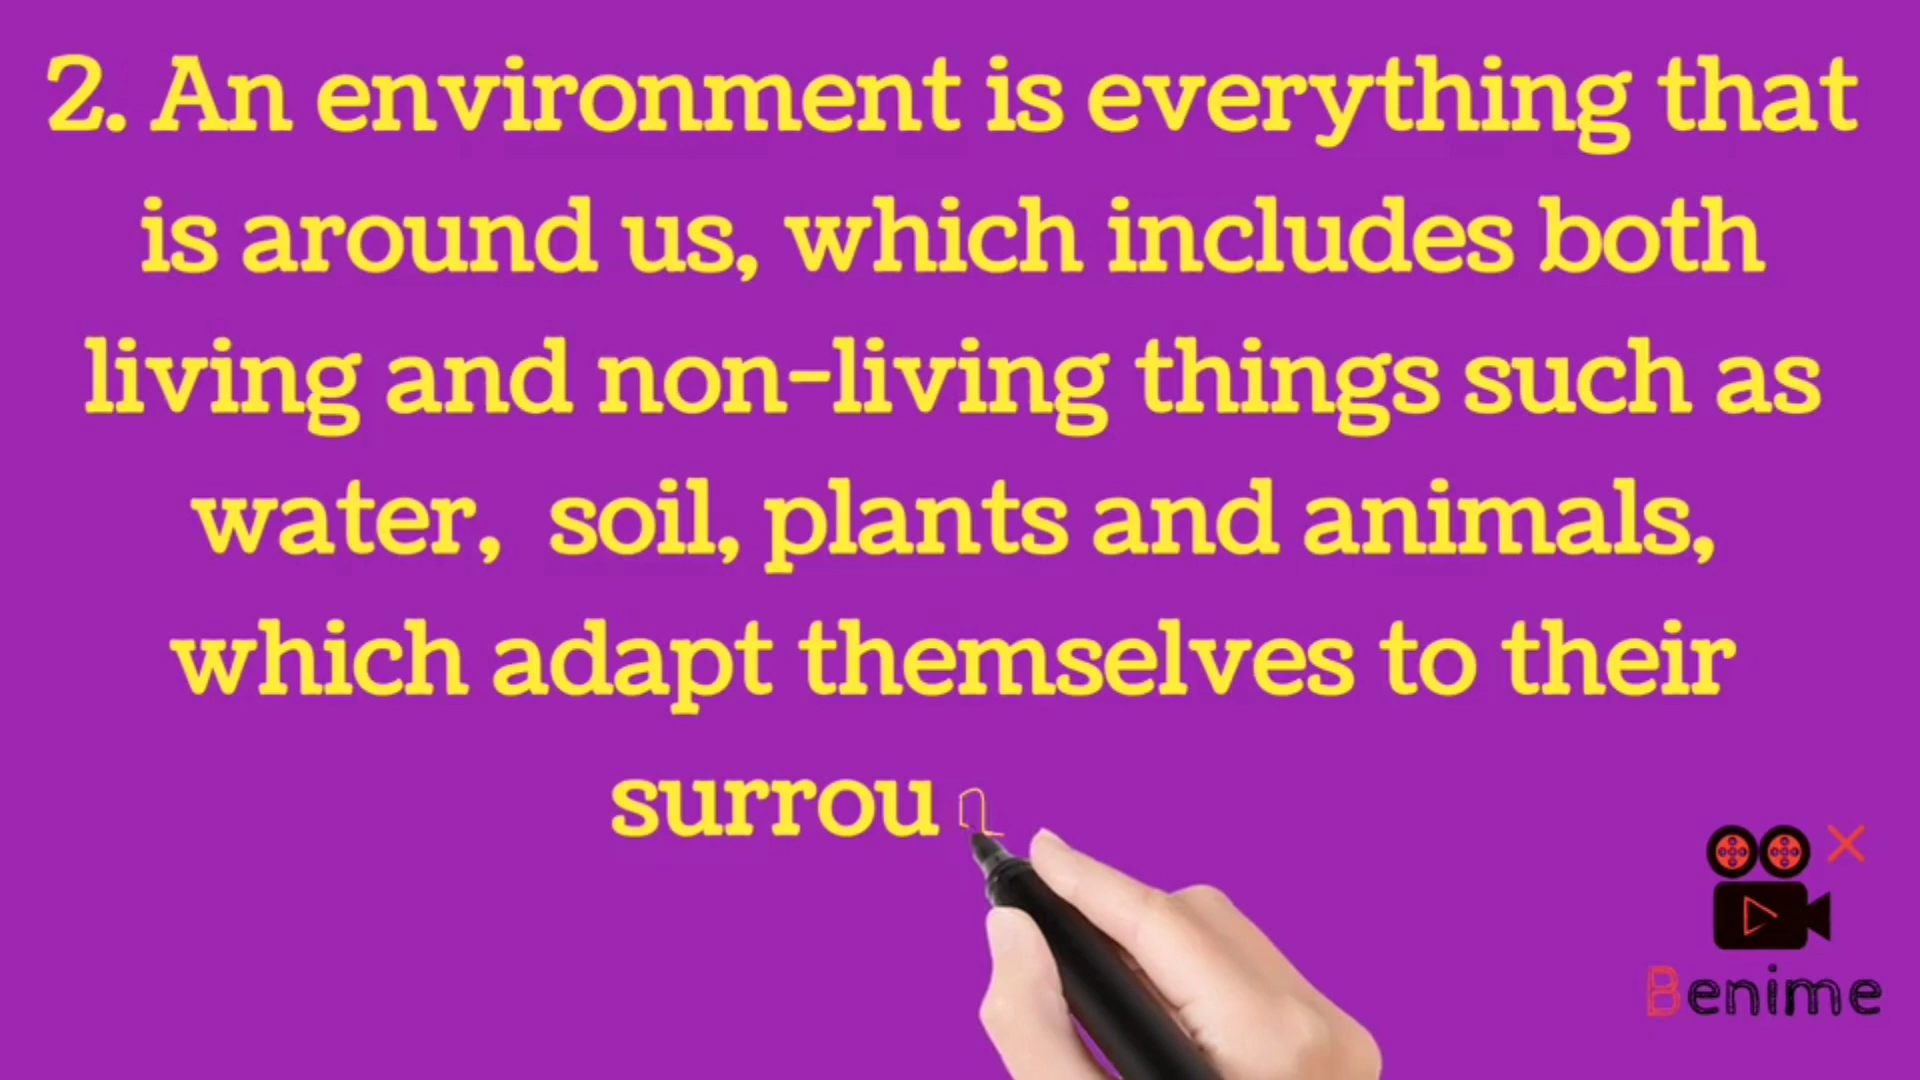 2. An environment is everything that
is around us, which includes both
living and non-living things such as
water,  soil, plants and animals,
which adapt themselves to their
surrou
Benime